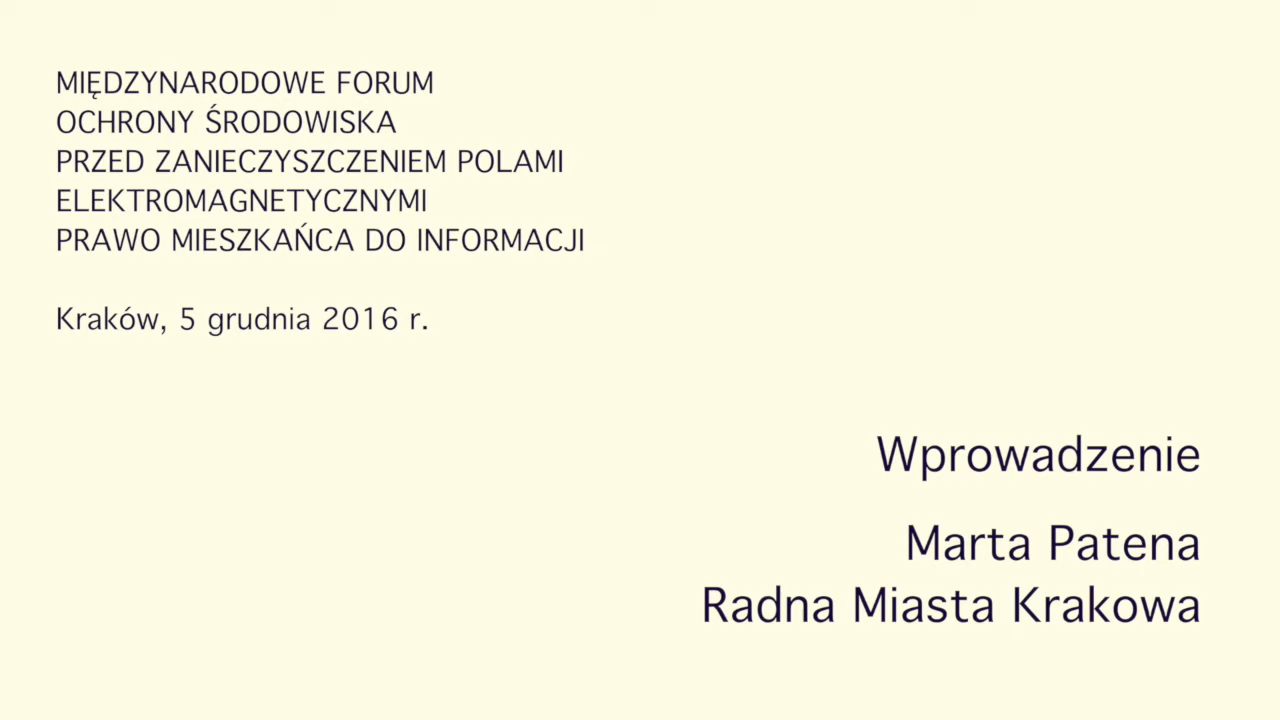 MIĘDZYNARODOWE FORUM
OCHRONY ŚRODOWISKA
PRZED ZANIECZYSZCZENIEM POLAMI
ELEKTROMAGNETYCZNYMI
PRAWO MIESZKAŃCA DO INFORMACJI
Kraków, 5 grudnia 2016 r.
Wprowadzenie
Marta Patena
Radna Miasta Krakowa